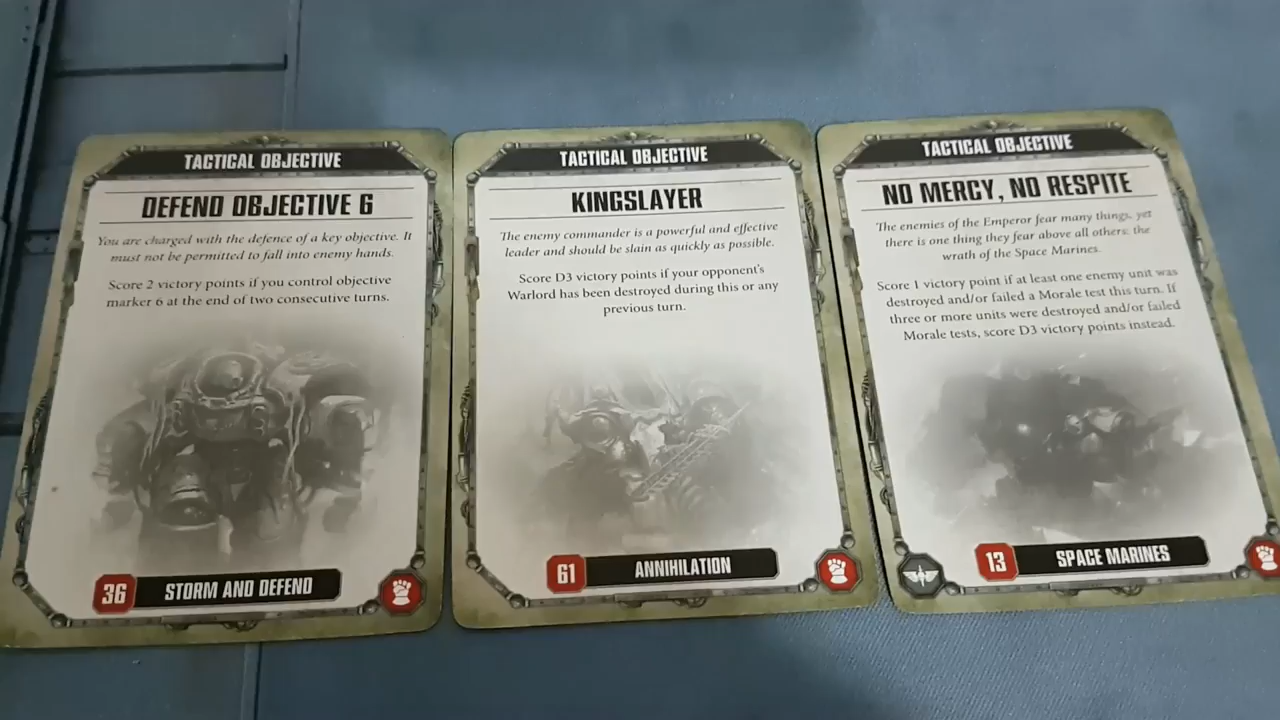 TACTICAL OBJECTIVE
DEFEND OBJECTIVE 6
You are charged with the defence of a key objective. It
must not be permitted to fall into enemy hands.
Score 2 victory points if you control objective
marker 6 at the end of two consecutive turns.
36
STORM AND DEFEND
TACTICAL OBJECTIVE
KINGSLAYER
The enemy commander is a powerful and effective
leader and should be slain as quickly as possible.
Score D3 victory points if your opponent's
Warlord has been destroyed during this or any
previous turn.
61
ANNIHILATION
TACTICAL OBJECTIVE
NO MERCY, NO RESPITE
The enemies of the Emperor fear many things, yet
there is one thing they fear above all others: the
wrath of the Space Marines.
Score 1 victory point if at least one enemy unit was
destroyed and/or failed a Morale test this turn. If
three or more units were destroyed and/or failed
Morale tests, score D3 victory points instead.
13
SPACE MARINES